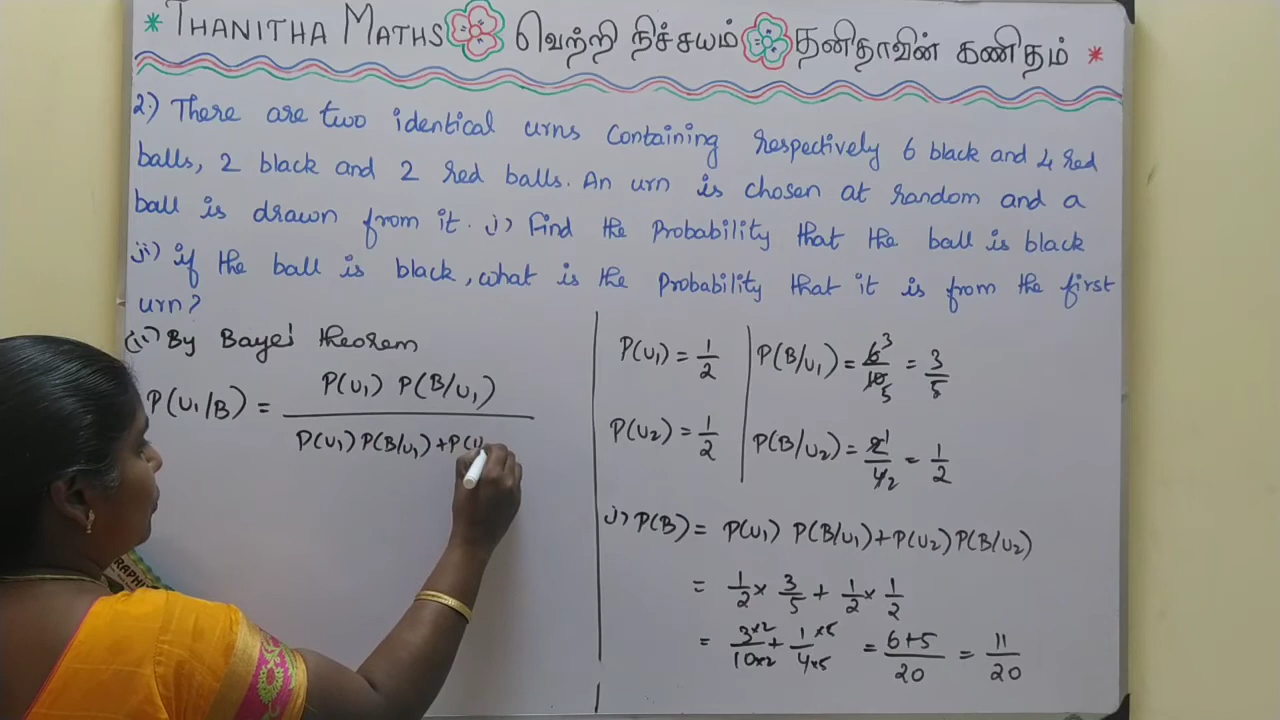 * THANITHA MATHS வெற்றி நிச்சயம் தனிதாவின் கணிதம் *
2.) There are two identical urns containing respectively 6 black and 4 red
balls, 2 black and 2 red balls. An urn is chosen at random and a
ball is drawn from it. i) Find the Probability that the ball is black
ii) if the ball is black, what is the Probability that it is from the first
urn?
(ii) By Baye's theorem
P(U₁/B) = P(U₁) P(B/U₁)
P(U₁) P(B/U₁) + P(U
P(U₁) = 1/2
P(U₂) = 1/2
P(B/U₁) = 6 3/10 5 = 3/5
P(B/U₂) = 2 1/4 2 = 1/2
i) P(B) = P(U₁) P(B/U₁) + P(U₂) P(B/U₂)
= 1/2 × 3/5 + 1/2 × 1/2
= 3×2/10×2 + 1×5/4×5 = 6+5/20 = 11/20